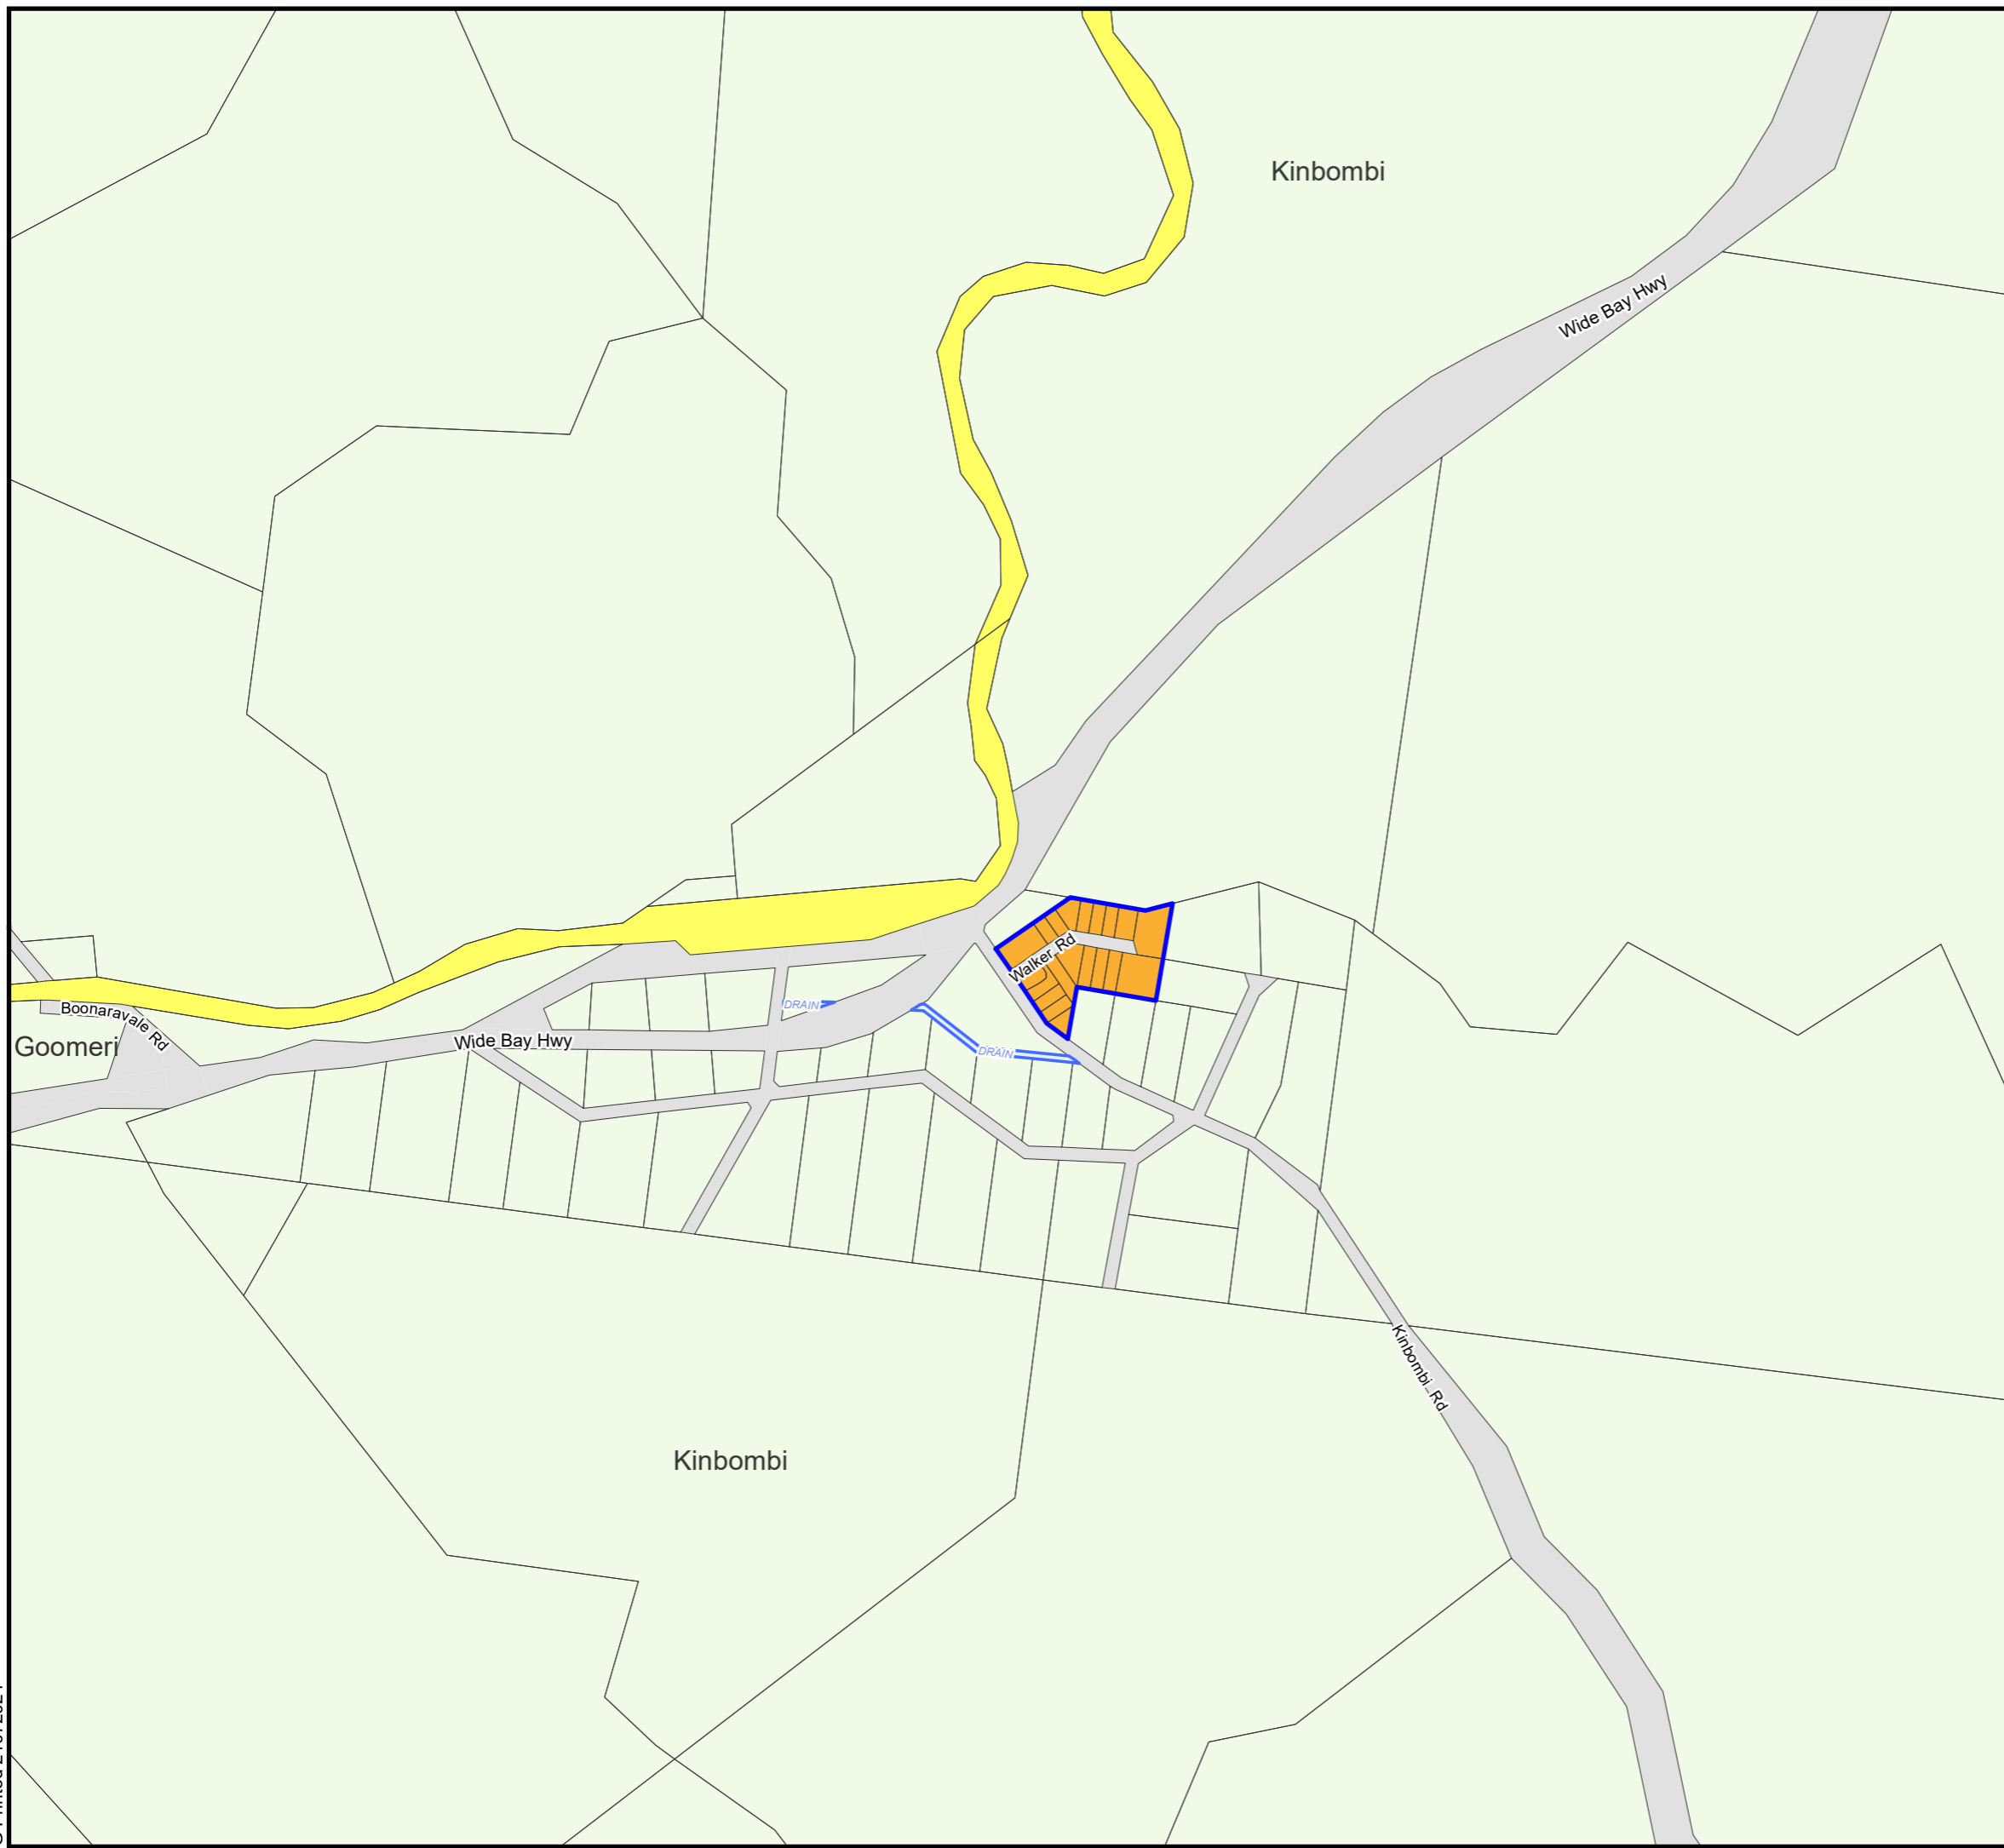 Kinbombi
Wide Bay Hwy
Walker Rd
DRAIN
Boonaravale Rd
Goomeri
Wide Bay Hwy
DRAIN
Kinbombi Rd
Kinbombi